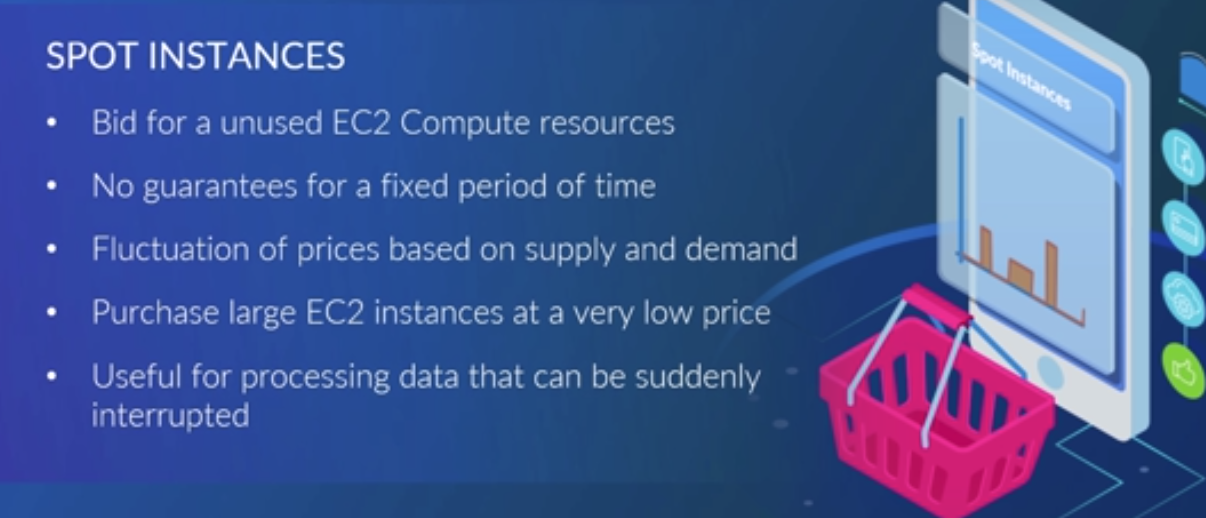 SPOT INSTANCES
• Bid for a unused EC2 Compute resources
• No guarantees for a fixed period of time
• Fluctuation of prices based on supply and demand
• Purchase large EC2 instances at a very low price
• Useful for processing data that can be suddenly
interrupted
Spot Instances